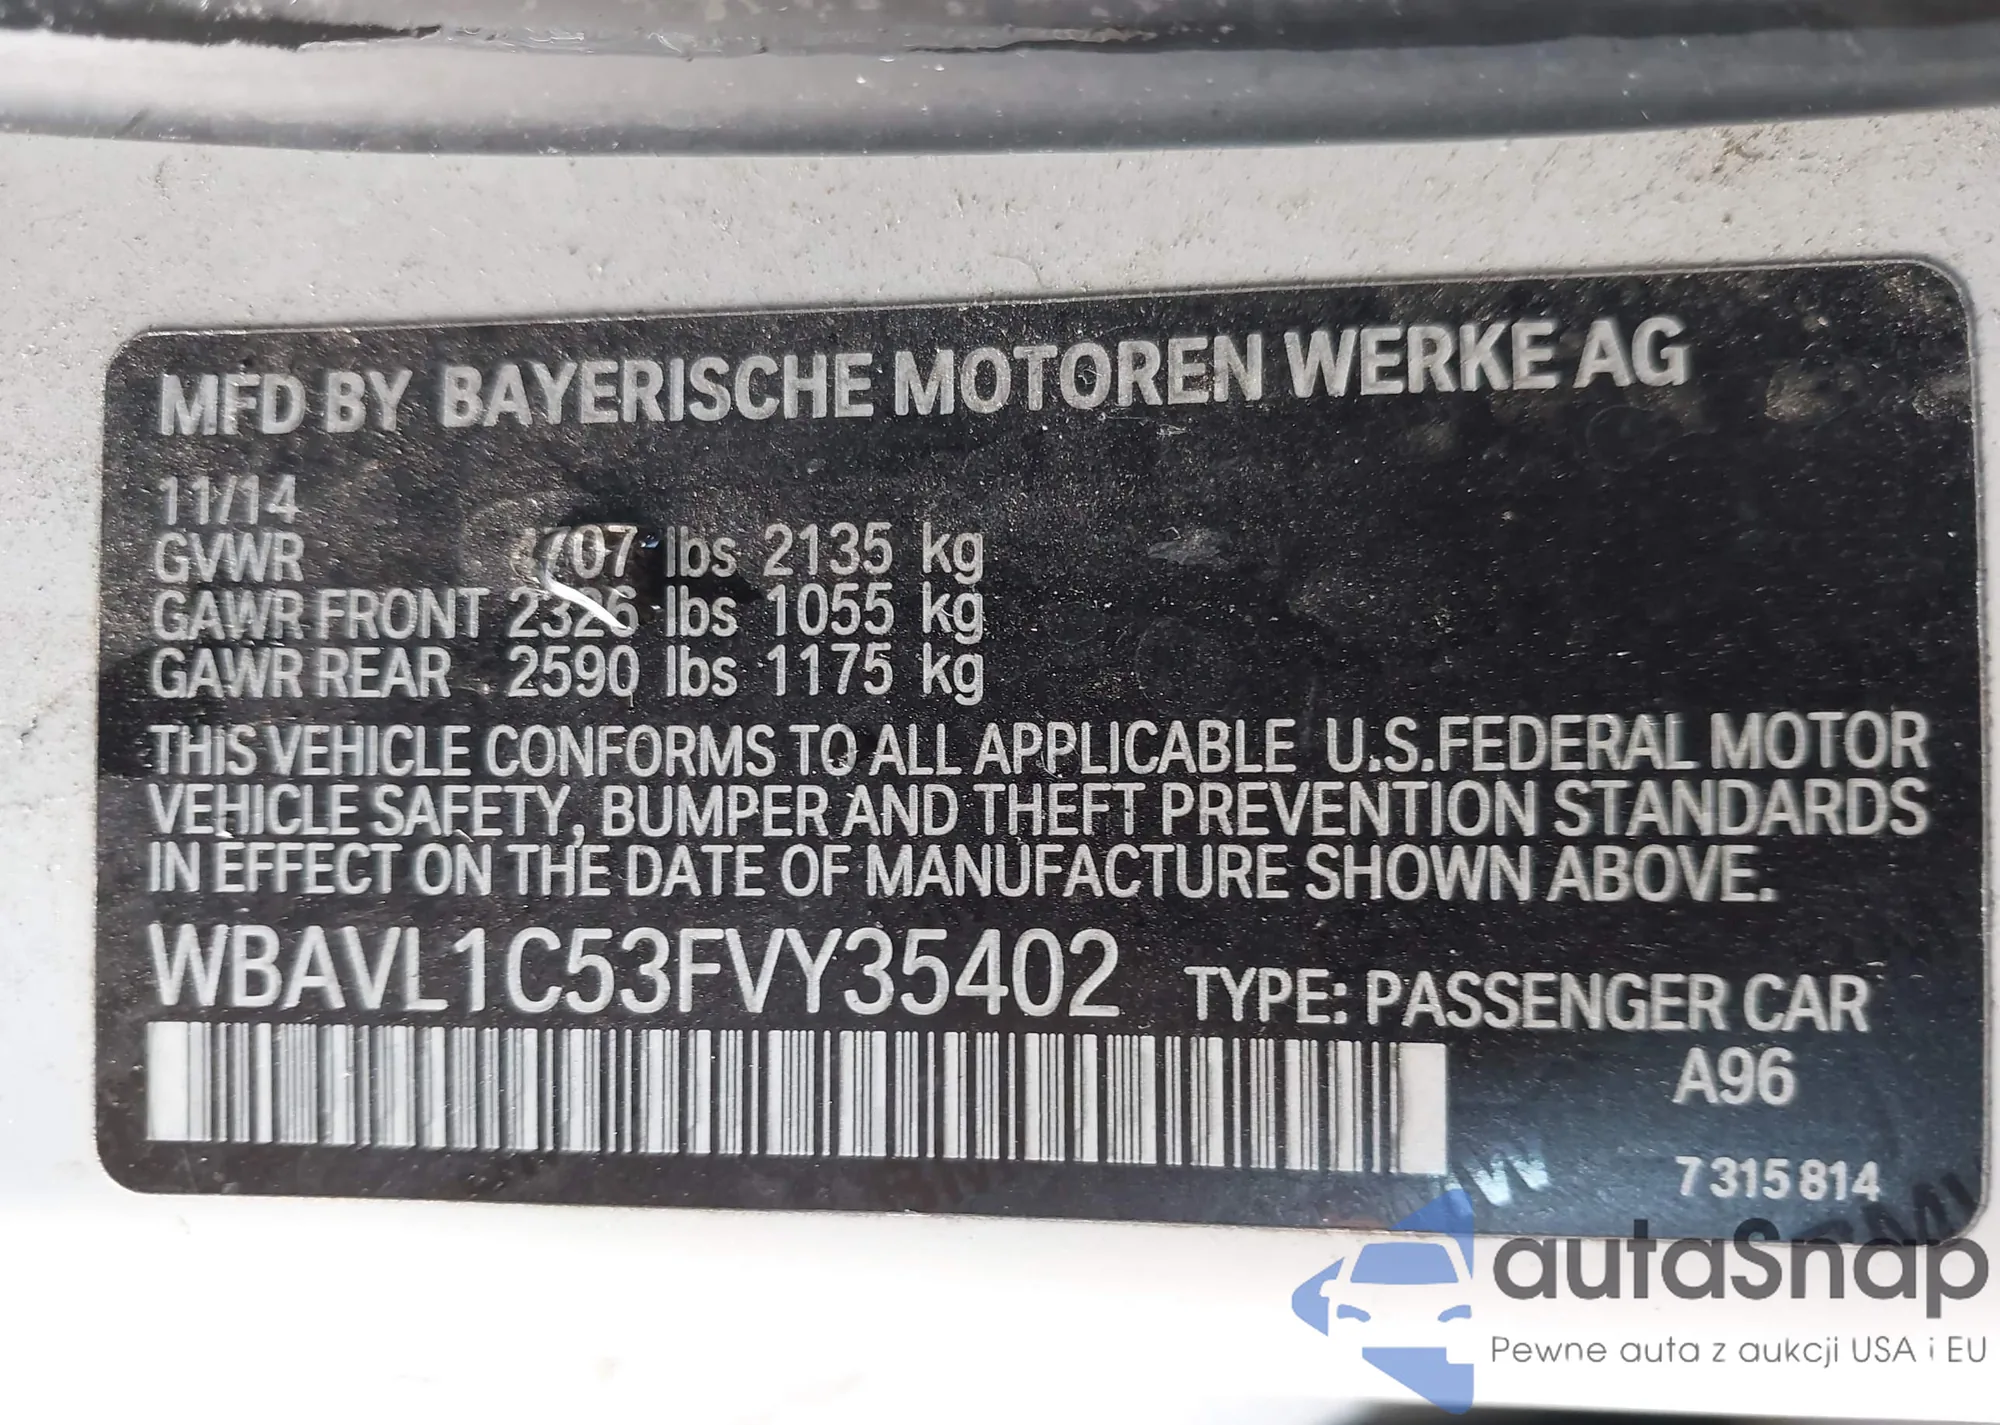 MFD BY BAYERISCHE MOTOREN WERKE AG
11/14
GVWR 707 lbs 2135 kg
GAWR FRONT 2326 lbs 1055 kg
GAWR REAR 2590 lbs 1175 kg
THIS VEHICLE CONFORMS TO ALL APPLICABLE U.S.FEDERAL MOTOR
VEHICLE SAFETY, BUMPER AND THEFT PREVENTION STANDARDS
IN EFFECT ON THE DATE OF MANUFACTURE SHOWN ABOVE.
WBAVL1C53FVY35402 TYPE: PASSENGER CAR
A96
7 315 814
autaSnap
Pewne auta z aukcji USA i EU